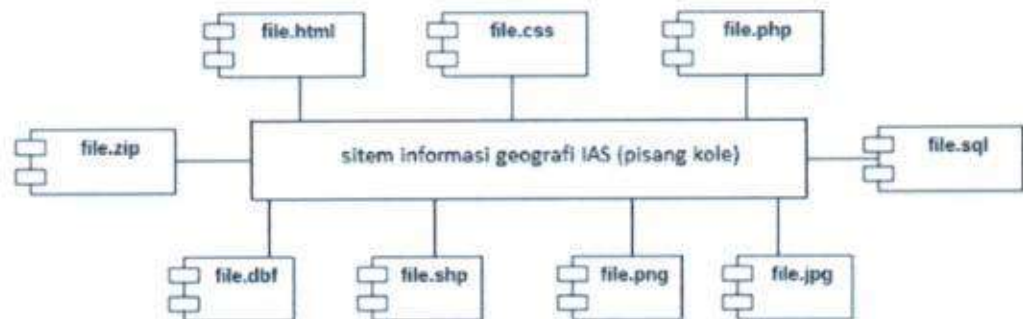 file.html
file.css
file.php
file.zip
sitem informasi geografi IAS (pisang kole)
file.sql
file.dbf
file.shp
file.png
file.jpg